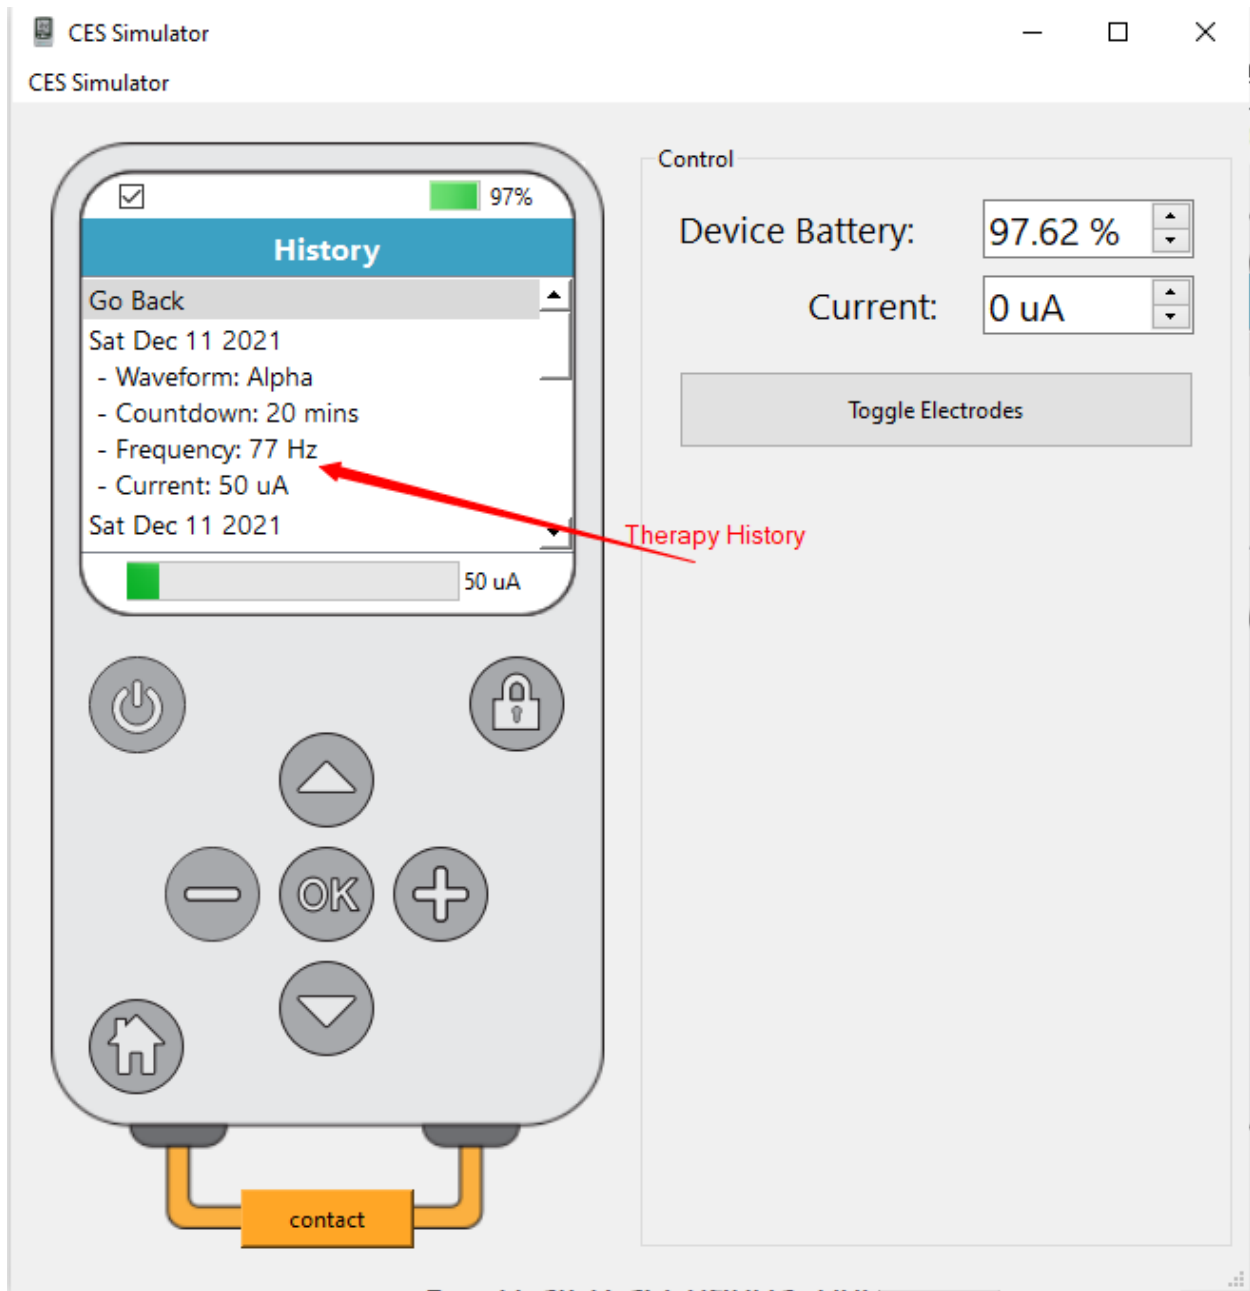 CES Simulator
CES Simulator
97%
History
Go Back
Sat Dec 11 2021
- Waveform: Alpha
- Countdown: 20 mins
- Frequency: 77 Hz
- Current: 50 uA
Sat Dec 11 2021
50 uA
OK
contact
Control
Device Battery: 97.62 %
Current: 0 uA
Toggle Electrodes
Therapy History